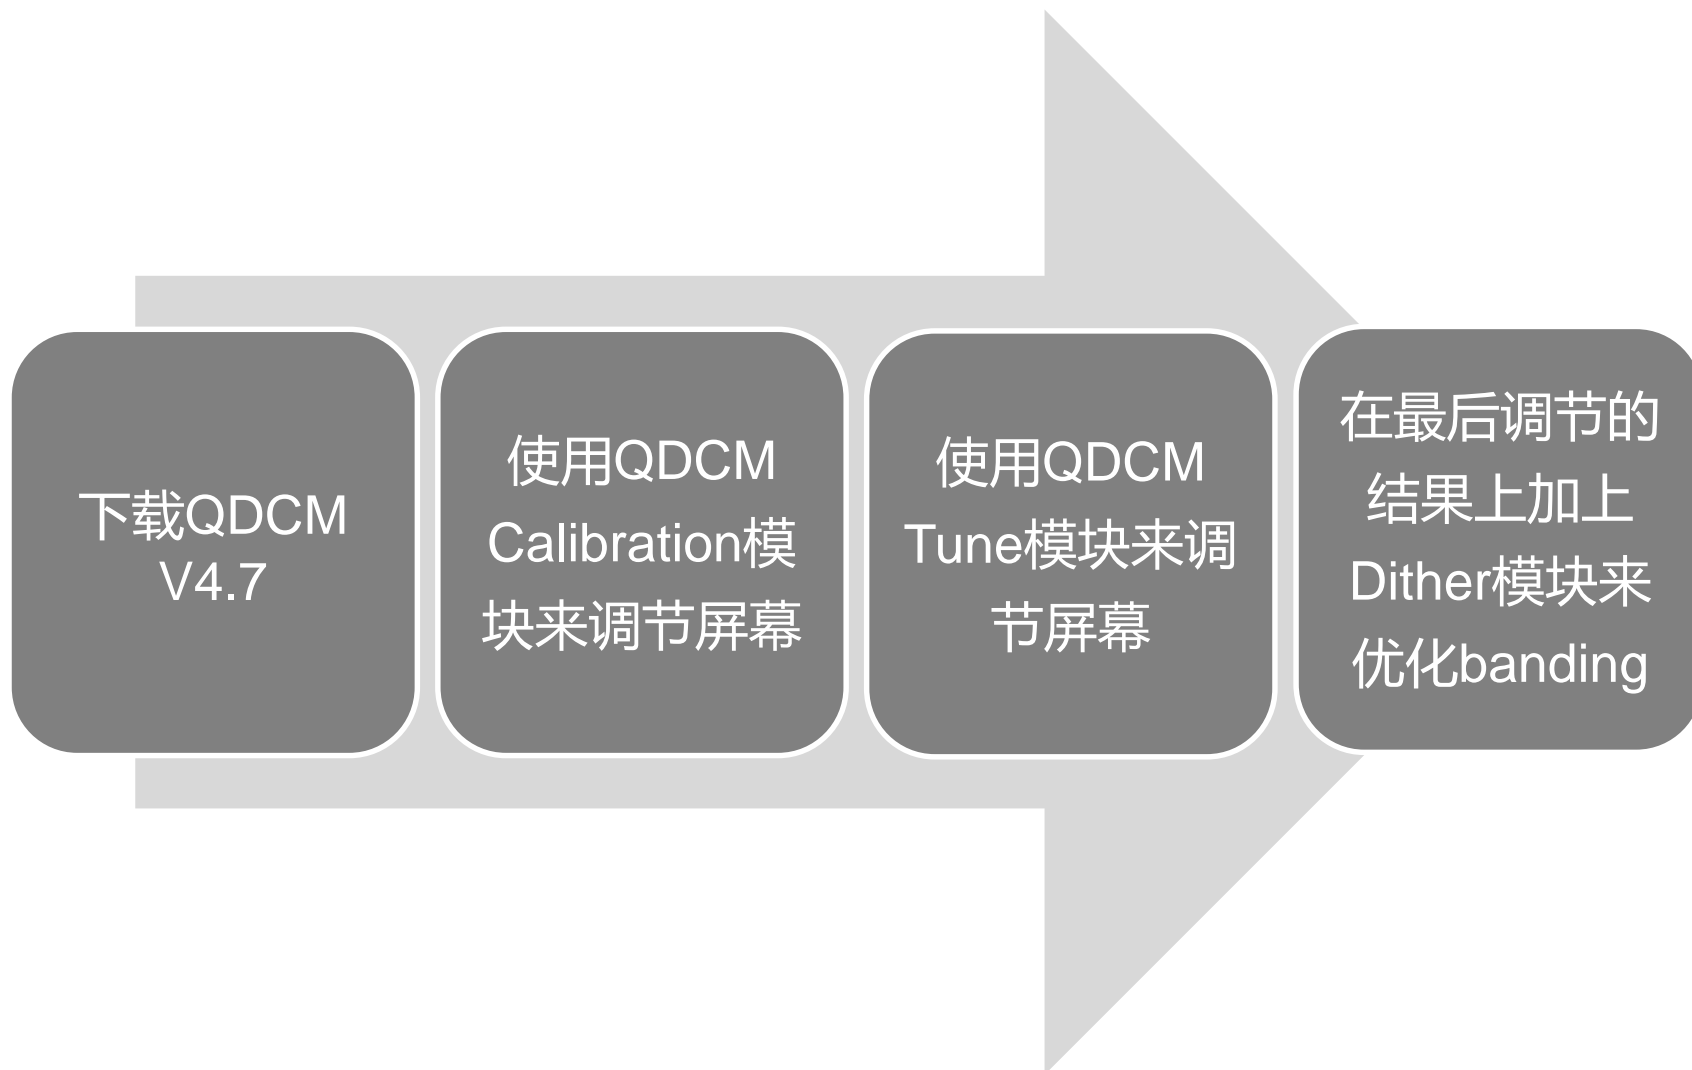 下载QDCM
V4.7
使用QDCM
Calibration模
块来调节屏幕
使用QDCM
Tune模块来调
节屏幕
在最后调节的
结果上加上
Dither模块来
优化banding